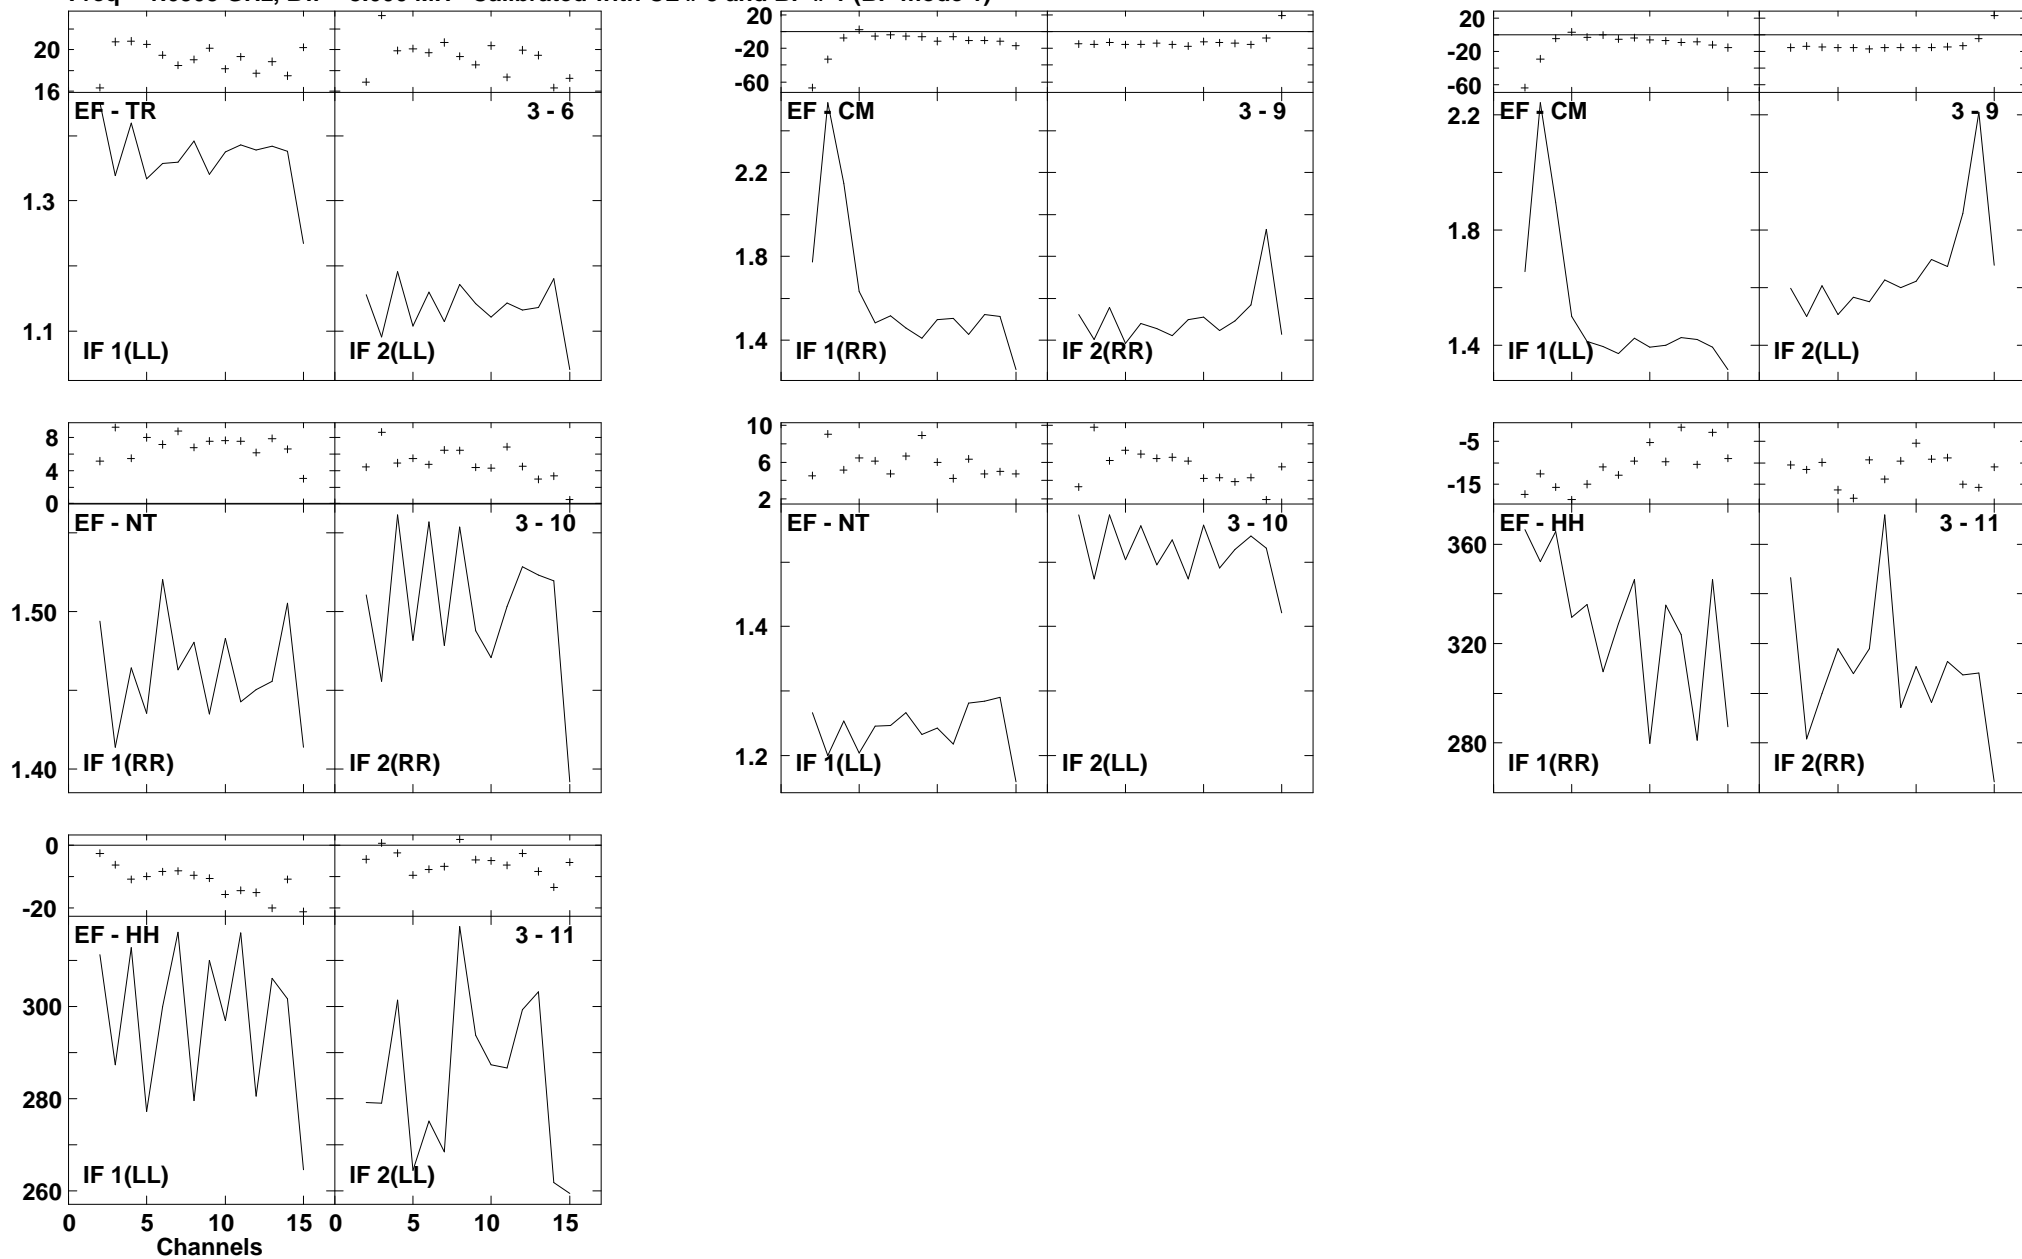 20
16
EF - TR
3 - 6
1.3
1.1
IF 1(LL)
IF 2(LL)
20
-20
-60
EF - CM
3 - 9
2.2
1.8
1.4
IF 1(RR)
IF 2(RR)
20
-20
-60
EF - CM
3 - 9
2.2
1.8
1.4
IF 1(LL)
IF 2(LL)
8
4
0
EF - NT
3 - 10
1.50
1.40
IF 1(RR)
IF 2(RR)
10
6
2
EF - NT
3 - 10
1.4
1.2
IF 1(LL)
IF 2(LL)
-5
-15
EF - HH
3 - 11
360
320
280
IF 1(RR)
IF 2(RR)
0
-20
EF - HH
3 - 11
300
280
260
IF 1(LL)
IF 2(LL)
0 5 10 15 0 5 10 15
Channels